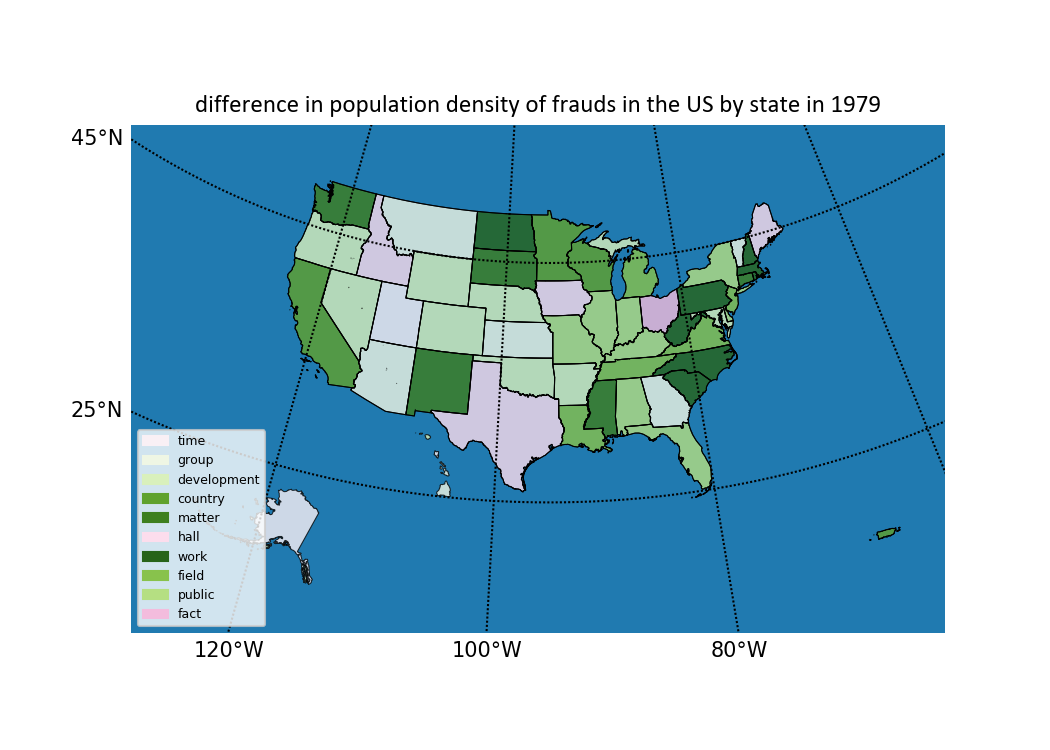 difference in population density of frauds in the US by state in 1979
45°N
25°N
time
group
development
country
matter
hall
work
field
public
fact
120°W
100°W
80°W